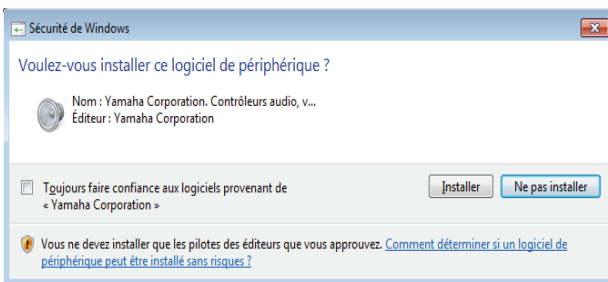 Sécurité de Windows
Voulez-vous installer ce logiciel de périphérique ?
Nom : Yamaha Corporation. Contrôleurs audio, v...
Éditeur : Yamaha Corporation
Toujours faire confiance aux logiciels provenant de
« Yamaha Corporation »
Installer
Ne pas installer
Vous ne devez installer que les pilotes des éditeurs que vous approuvez. Comment déterminer si un logiciel de
périphérique peut être installé sans risques ?